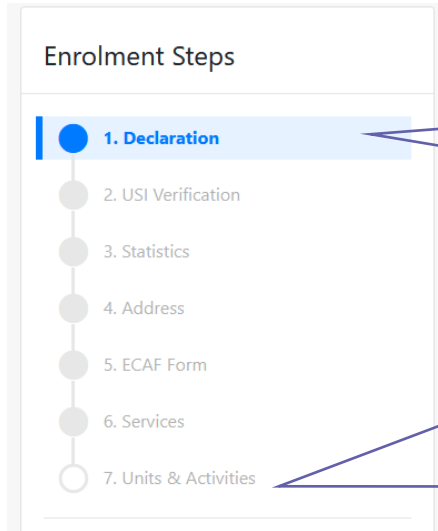 Enrolment Steps
1. Declaration
2. USI Verification
3. Statistics
4. Address
5. ECAF Form
6. Services
7. Units & Activities